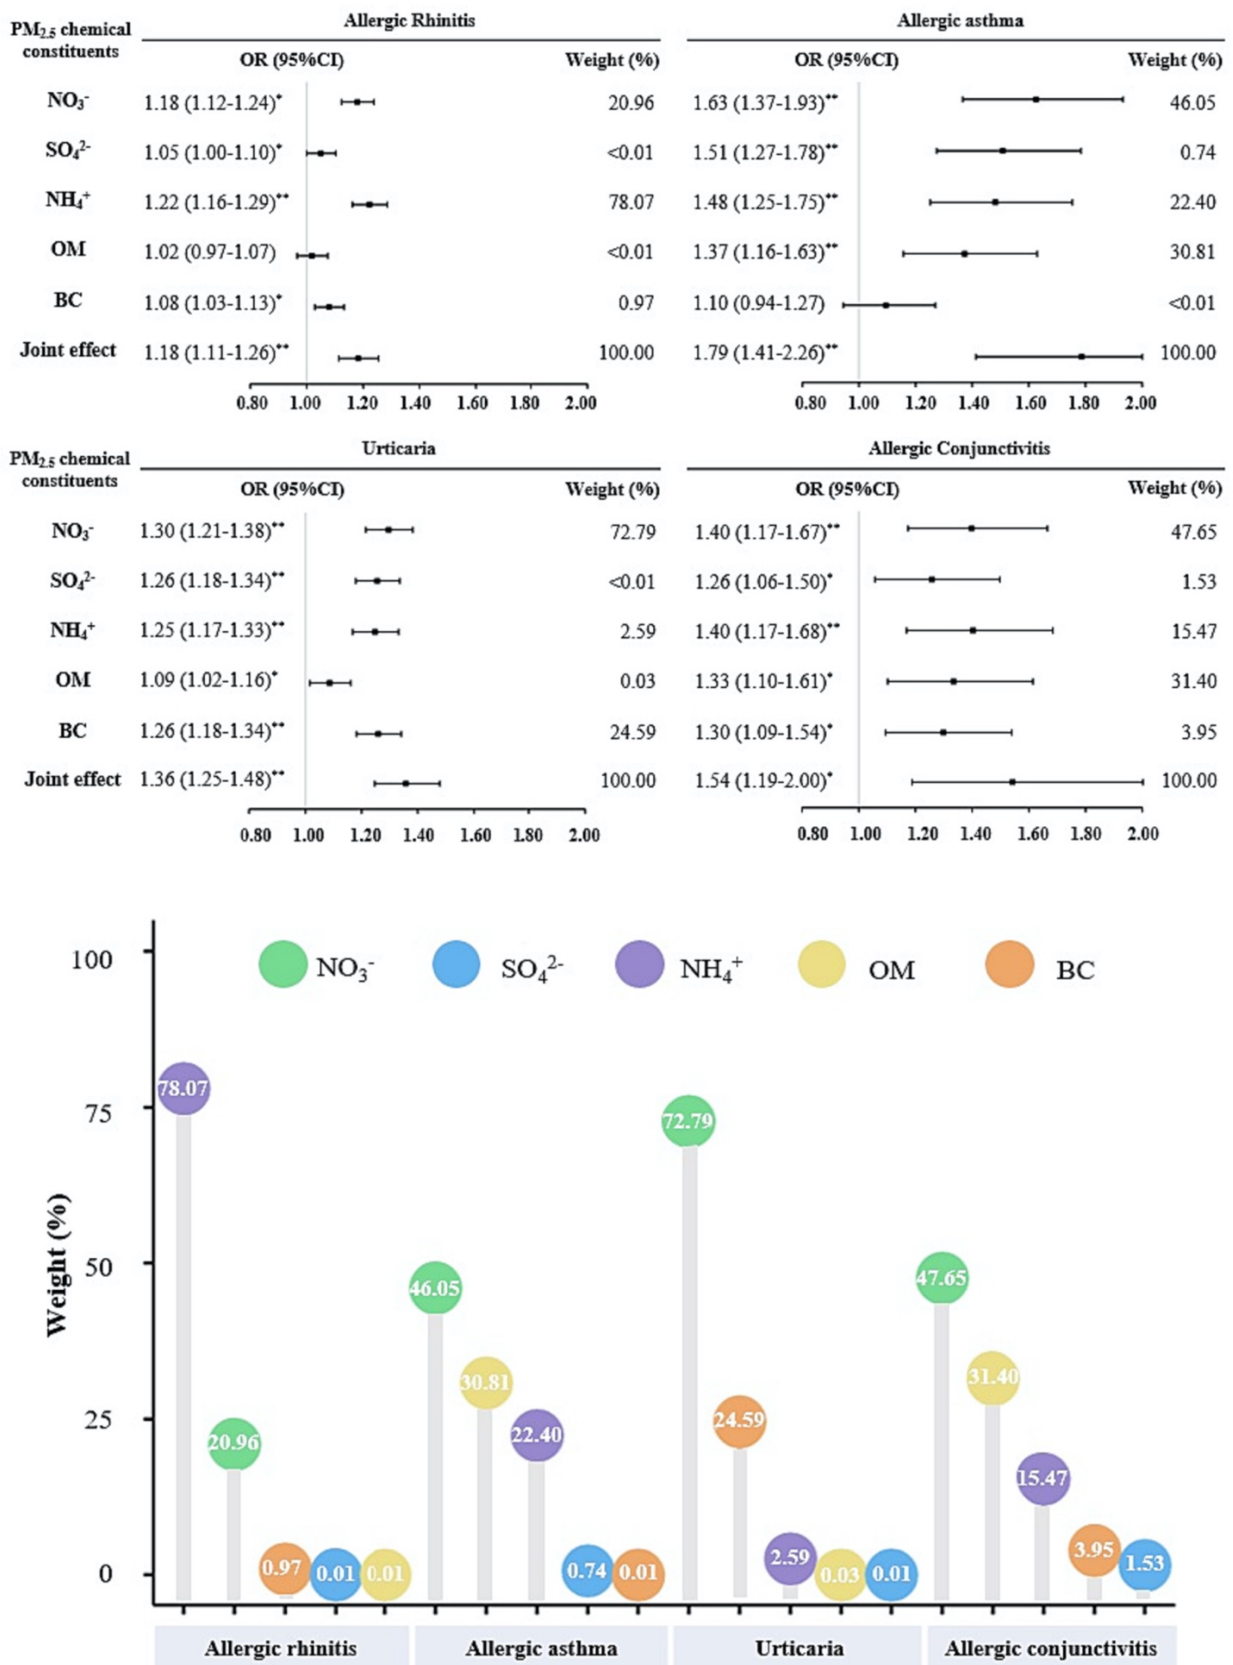 PM2.5 chemical constituents Allergic Rhinitis Allergic asthma
OR (95%CI) Weight (%) OR (95%CI) Weight (%)
NO3- 1.18 (1.12-1.24)* 20.96 1.63 (1.37-1.93)** 46.05
SO42- 1.05 (1.00-1.10)* <0.01 1.51 (1.27-1.78)** 0.74
NH4+ 1.22 (1.16-1.29)** 78.07 1.48 (1.25-1.75)** 22.40
OM 1.02 (0.97-1.07) <0.01 1.37 (1.16-1.63)** 30.81
BC 1.08 (1.03-1.13)* 0.97 1.10 (0.94-1.27) <0.01
Joint effect 1.18 (1.11-1.26)** 100.00 1.79 (1.41-2.26)** 100.00
0.80 1.00 1.20 1.40 1.60 1.80 2.00 0.80 1.00 1.20 1.40 1.60 1.80 2.00
PM2.5 chemical constituents Urticaria Allergic Conjunctivitis
OR (95%CI) Weight (%) OR (95%CI) Weight (%)
NO3- 1.30 (1.21-1.38)** 72.79 1.40 (1.17-1.67)** 47.65
SO42- 1.26 (1.18-1.34)** <0.01 1.26 (1.06-1.50)* 1.53
NH4+ 1.25 (1.17-1.33)** 2.59 1.40 (1.17-1.68)** 15.47
OM 1.09 (1.02-1.16)* 0.03 1.33 (1.10-1.61)* 31.40
BC 1.26 (1.18-1.34)** 24.59 1.30 (1.09-1.54)* 3.95
Joint effect 1.36 (1.25-1.48)** 100.00 1.54 (1.19-2.00)* 100.00
0.80 1.00 1.20 1.40 1.60 1.80 2.00 0.80 1.00 1.20 1.40 1.60 1.80 2.00
NO3- SO42- NH4+ OM BC
Weight (%)
100
75
50
25
0
78.07 20.96 0.97 0.01 0.01
46.05 30.81 22.40 0.74 0.01
72.79 24.59 2.59 0.03 0.01
47.65 31.40 15.47 3.95 1.53
Allergic rhinitis Allergic asthma Urticaria Allergic conjunctivitis